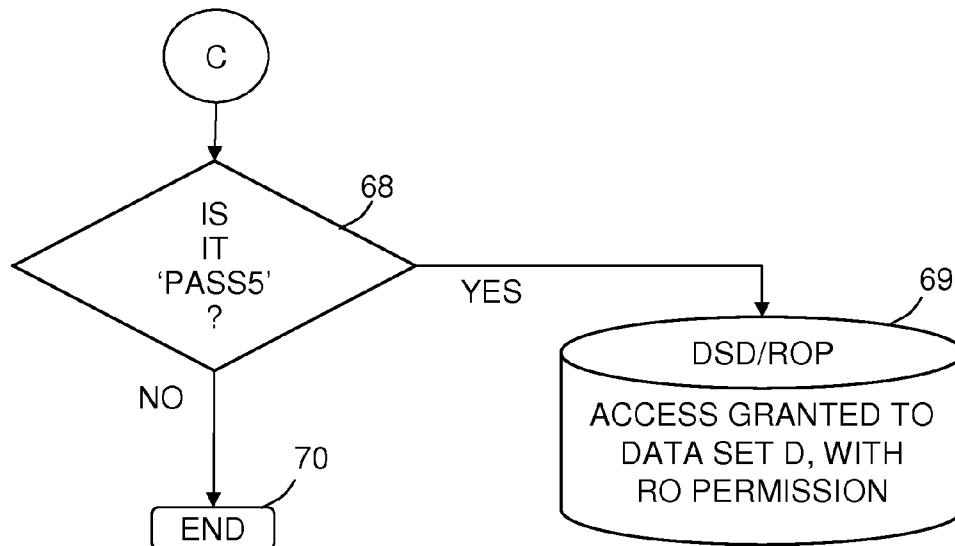 C
68
IS
IT
'PASS5'
?
YES
NO
69
DSD/ROP
ACCESS GRANTED TO
DATA SET D, WITH
RO PERMISSION
70
END